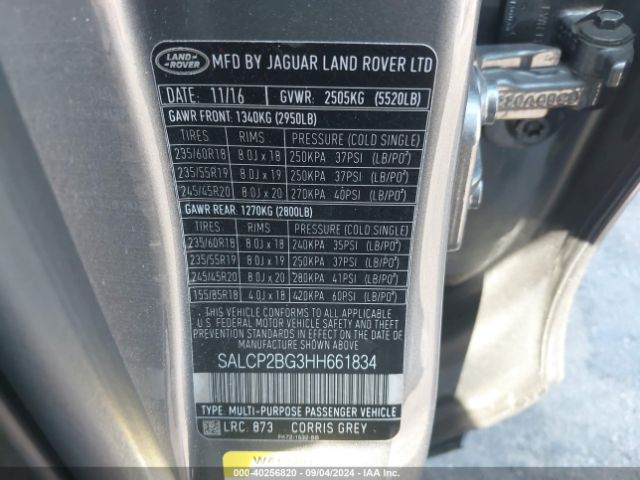 LAND ROVER
MFD BY JAGUAR LAND ROVER LTD
DATE: 11/16 GVWR: 2505KG (5520LB)
GAWR FRONT: 1340KG (2950LB)
TIRES RIMS PRESSURE (COLD SINGLE)
235/60R18 8.0J x 18 250KPA 37PSI (LB/PO²)
235/55R19 8.0J x 19 250KPA 37PSI (LB/PO²)
245/45R20 8.0J x 20 270KPA 40PSI (LB/PO²)
GAWR REAR: 1270KG (2800LB)
TIRES RIMS PRESSURE (COLD SINGLE)
235/60R18 8.0J x 18 240KPA 35PSI (LB/PO²)
235/55R19 8.0J x 19 250KPA 37PSI (LB/PO²)
245/45R20 8.0J x 20 280KPA 41PSI (LB/PO²)
155/85R18 4.0J x 18 420KPA 60PSI (LB/PO²)
THIS VEHICLE CONFORMS TO ALL APPLICABLE
U.S. FEDERAL MOTOR VEHICLE SAFETY, BUMPER AND THEFT
PREVENTION STANDARDS IN EFFECT ON THE DATE OF
MANUFACTURE SHOWN ABOVE
SALCP2BG3HH661834
TYPE: MULTI-PURPOSE PASSENGER VEHICLE
LRC: 873 CORRIS GREY
40256820 - 09/04/2024 - IAA Inc.